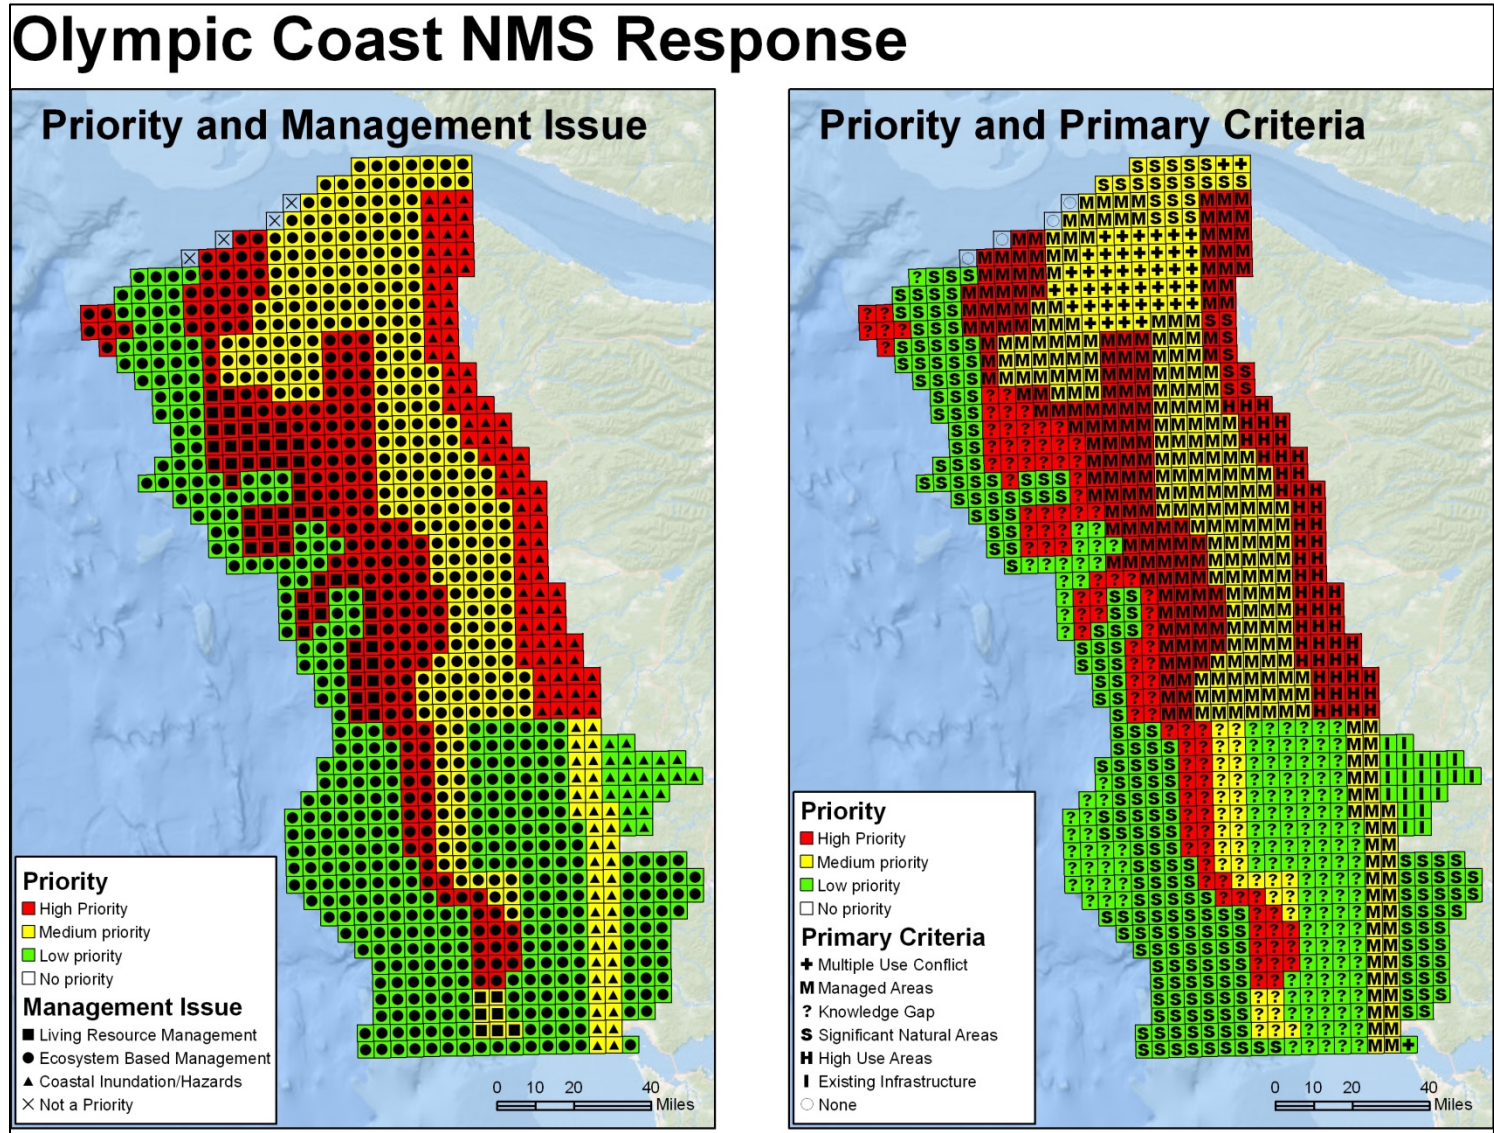 Olympic Coast NMS Response
Priority and Management Issue
Priority
High Priority
Medium priority
Low priority
No priority
Management Issue
Living Resource Management
Ecosystem Based Management
Coastal Inundation/Hazards
Not a Priority
0 10 20 40
Miles
Priority and Primary Criteria
Priority
High Priority
Medium priority
Low priority
No priority
Primary Criteria
+ Multiple Use Conflict
M Managed Areas
? Knowledge Gap
S Significant Natural Areas
H High Use Areas
I Existing Infrastructure
None
0 10 20 40
Miles